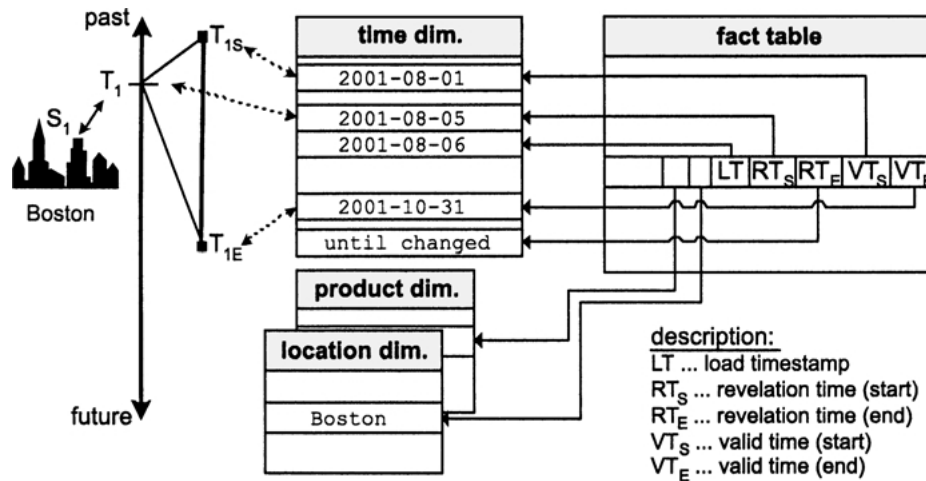 past
T1S
time dim.
fact table
T1
2001-08-01
S1
2001-08-05
2001-08-06
LT RTS RTE VTS VTE
Boston
2001-10-31
T1E
until changed
product dim.
location dim.
description:
LT ... load timestamp
RTS ... revelation time (start)
future
Boston
RTE ... revelation time (end)
VTS ... valid time (start)
VTE ... valid time (end)